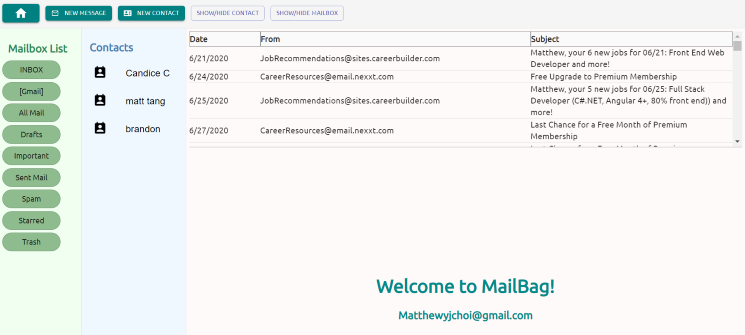 NEW MESSAGE
NEW CONTACT
SHOW/HIDE CONTACT
SHOW/HIDE MAILBOX
Mailbox List
INBOX
[Gmail]
All Mail
Drafts
Important
Sent Mail
Spam
Starred
Trash
Contacts
Candice C
matt tang
brandon
Date From Subject
6/21/2020 JobRecommendations@sites.careerbuilder.com Matthew, your 6 new jobs for 06/21: Front End Web
Developer and more!
6/24/2020 CareerResources@email.nexxt.com Free Upgrade to Premium Membership
6/25/2020 JobRecommendations@sites.careerbuilder.com Matthew, your 5 new jobs for 06/25: Full Stack
Developer (C#.NET, Angular 4+, 80% front end)) and
more!
6/27/2020 CareerResources@email.nexxt.com Last Chance for a Free Month of Premium
Membership
Welcome to MailBag!
Matthewyjchoi@gmail.com